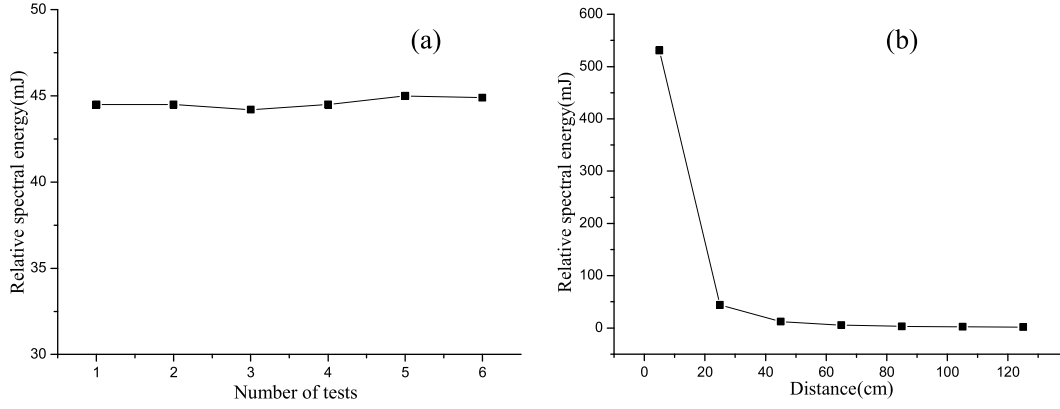 (a)
Relative spectral energy(mJ)
50
45
40
35
30
1 2 3 4 5 6
Number of tests
(b)
Relative spectral energy(mJ)
600
500
400
300
200
100
0
0 20 40 60 80 100 120
Distance(cm)